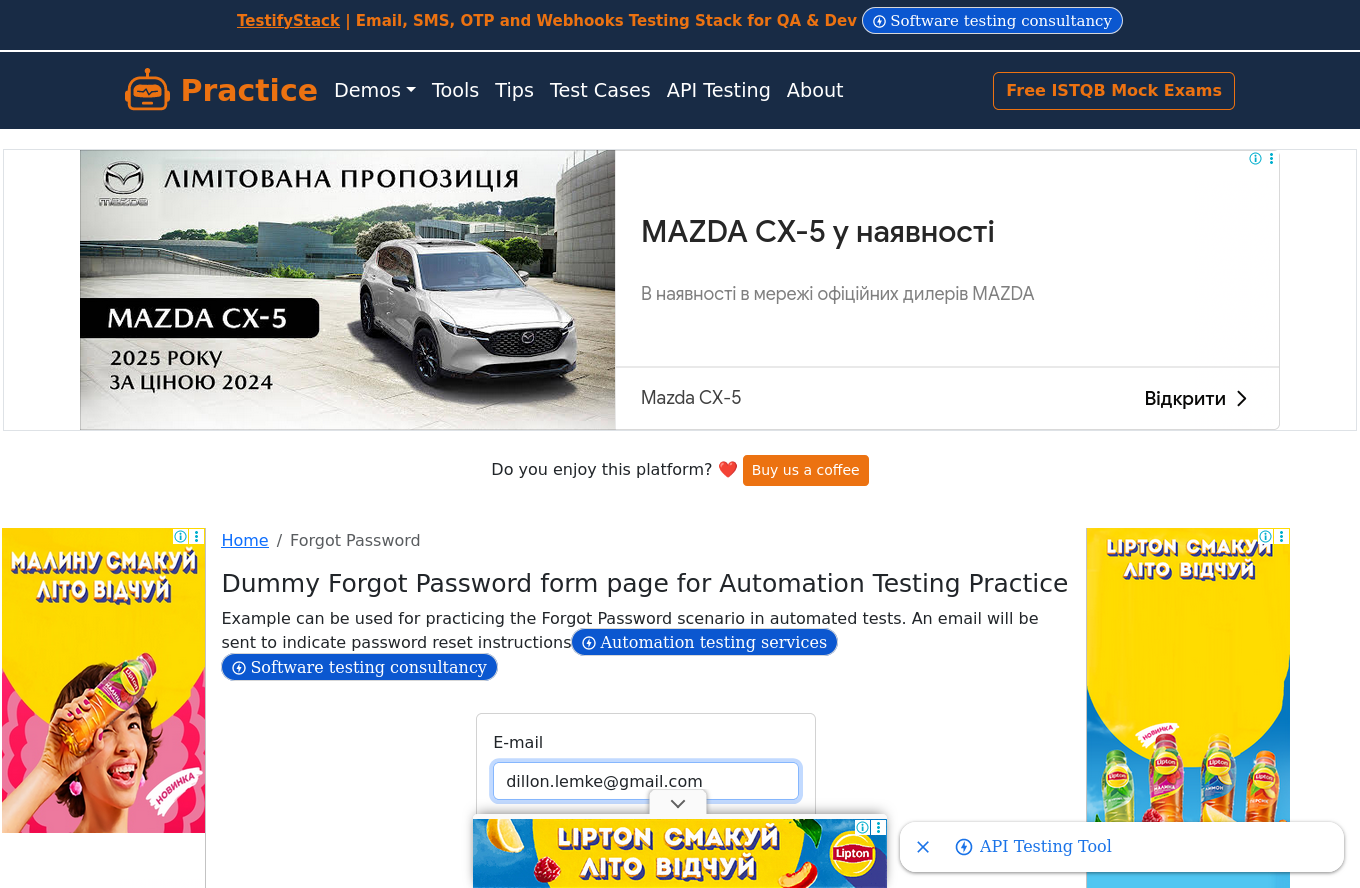 TestifyStack | Email, SMS, OTP and Webhooks Testing Stack for QA & Dev Software testing consultancy
Practice Demos Tools Tips Test Cases API Testing About Free ISTQB Mock Exams
mazda ЛІМІТОВАНА ПРОПОЗИЦІЯ
MAZDA CX-5 у наявності
В наявності в мережі офіційних дилерів MAZDA
MAZDA CX-5
2025 РОКУ
ЗА ЦІНОЮ 2024
Mazda CX-5 Відкрити
Do you enjoy this platform? ❤️ Buy us a coffee
МАЛИНУ СМАКУЙ
ЛІТО ВІДЧУЙ
НОВИНКА
Home / Forgot Password
Dummy Forgot Password form page for Automation Testing Practice
Example can be used for practicing the Forgot Password scenario in automated tests. An email will be
sent to indicate password reset instructions Automation testing services
Software testing consultancy
E-mail
dillon.lemke@gmail.com
LIPTON СМАКУЙ
ЛІТО ВІДЧУЙ
НОВИНКА
Lipton
Lipton
Lipton
Lipton
LIPTON СМАКУЙ
ЛІТО ВІДЧУЙ
Lipton
API Testing Tool